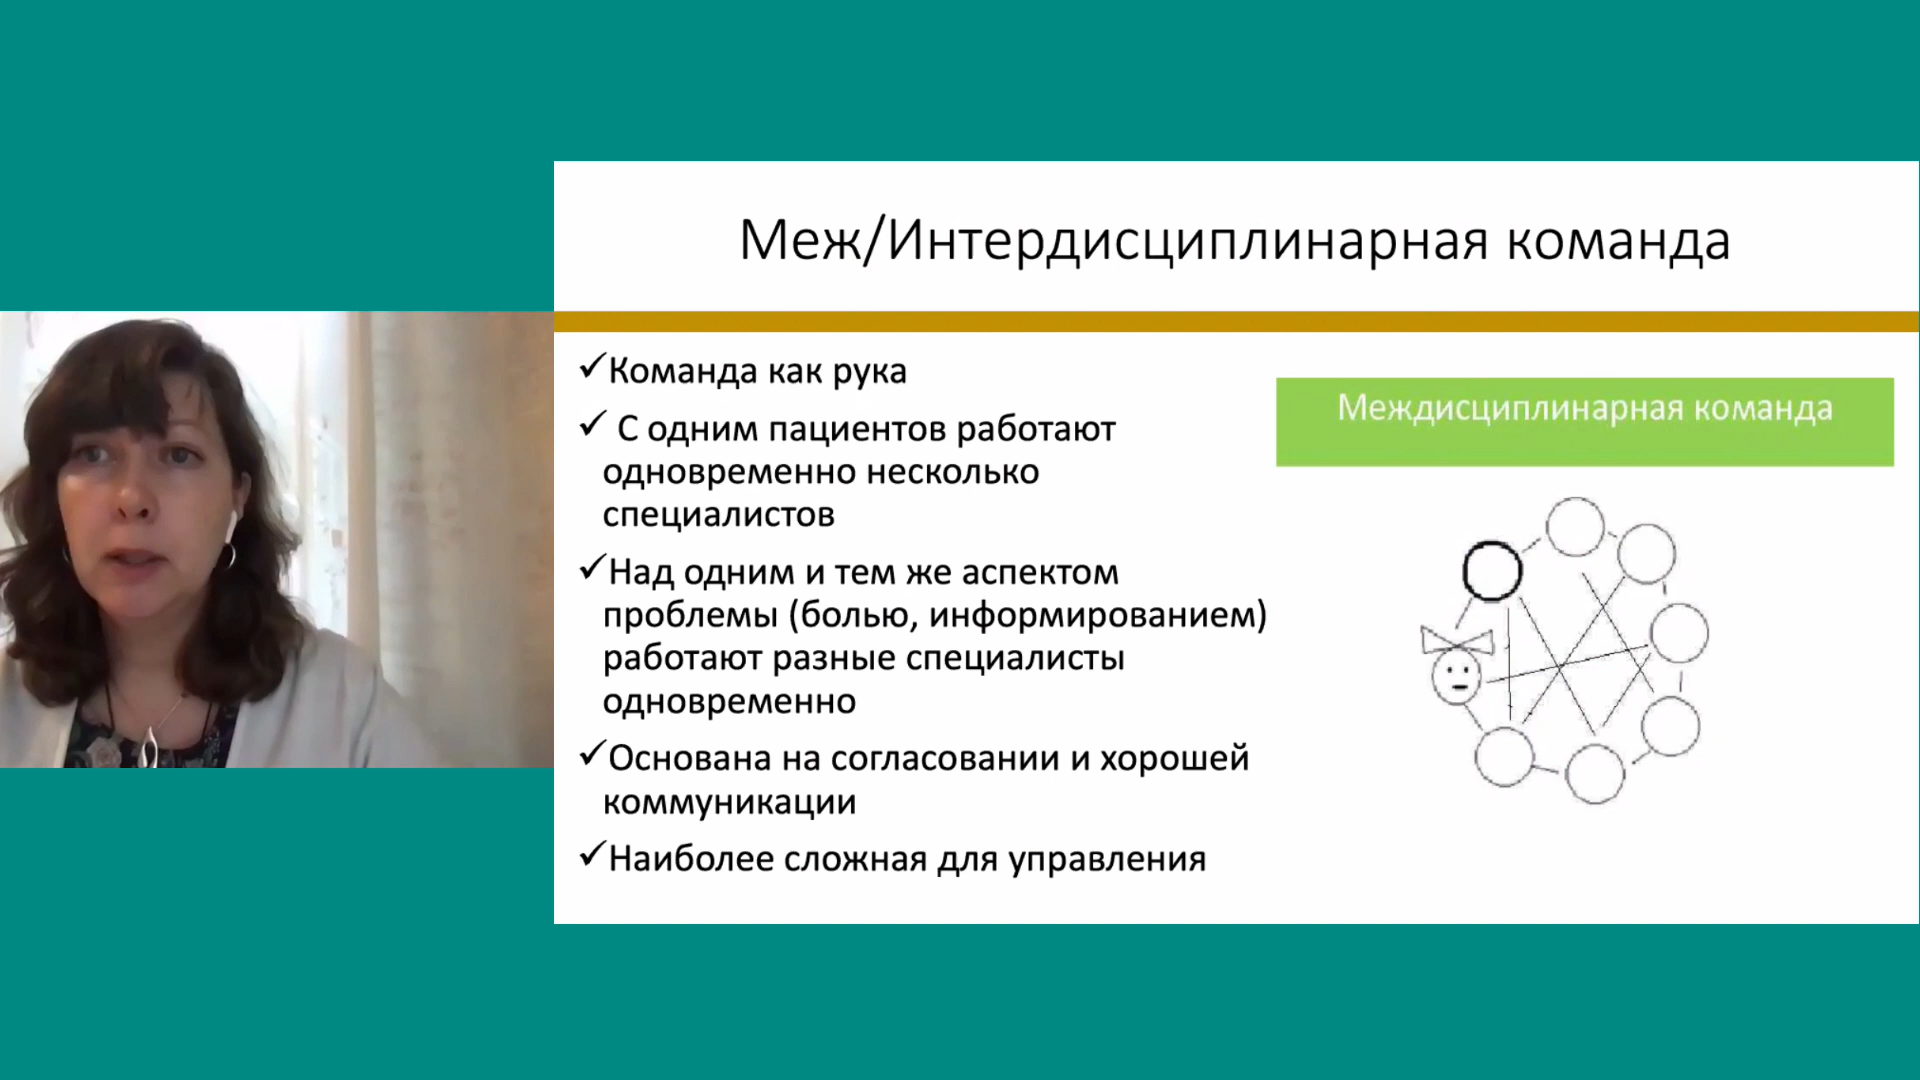 Меж/Интердисциплинарная команда
✓Команда как рука
✓ С одним пациентов работают
одновременно несколько
специалистов
✓Над одним и тем же аспектом
проблемы (болью, информированием)
работают разные специалисты
одновременно
✓Основана на согласовании и хорошей
коммуникации
✓Наиболее сложная для управления
Междисциплинарная команда